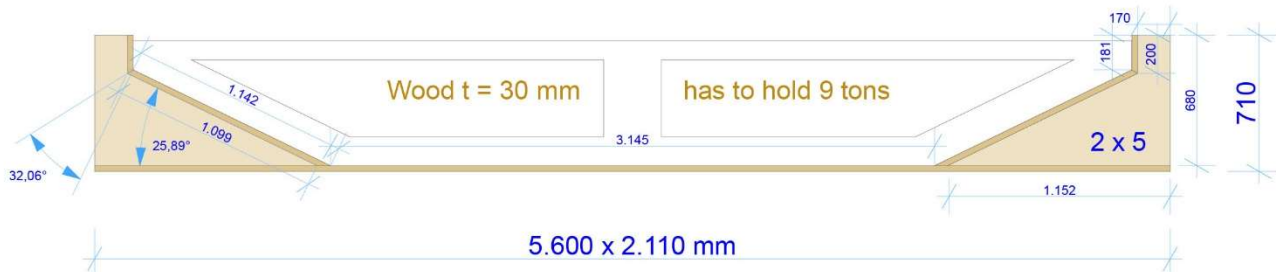 170
181
200
680
710
1.142
Wood t = 30 mm
has to hold 9 tons
1.099
25,89°
3.145
2 x 5
32,06°
1.152
5.600 x 2.110 mm